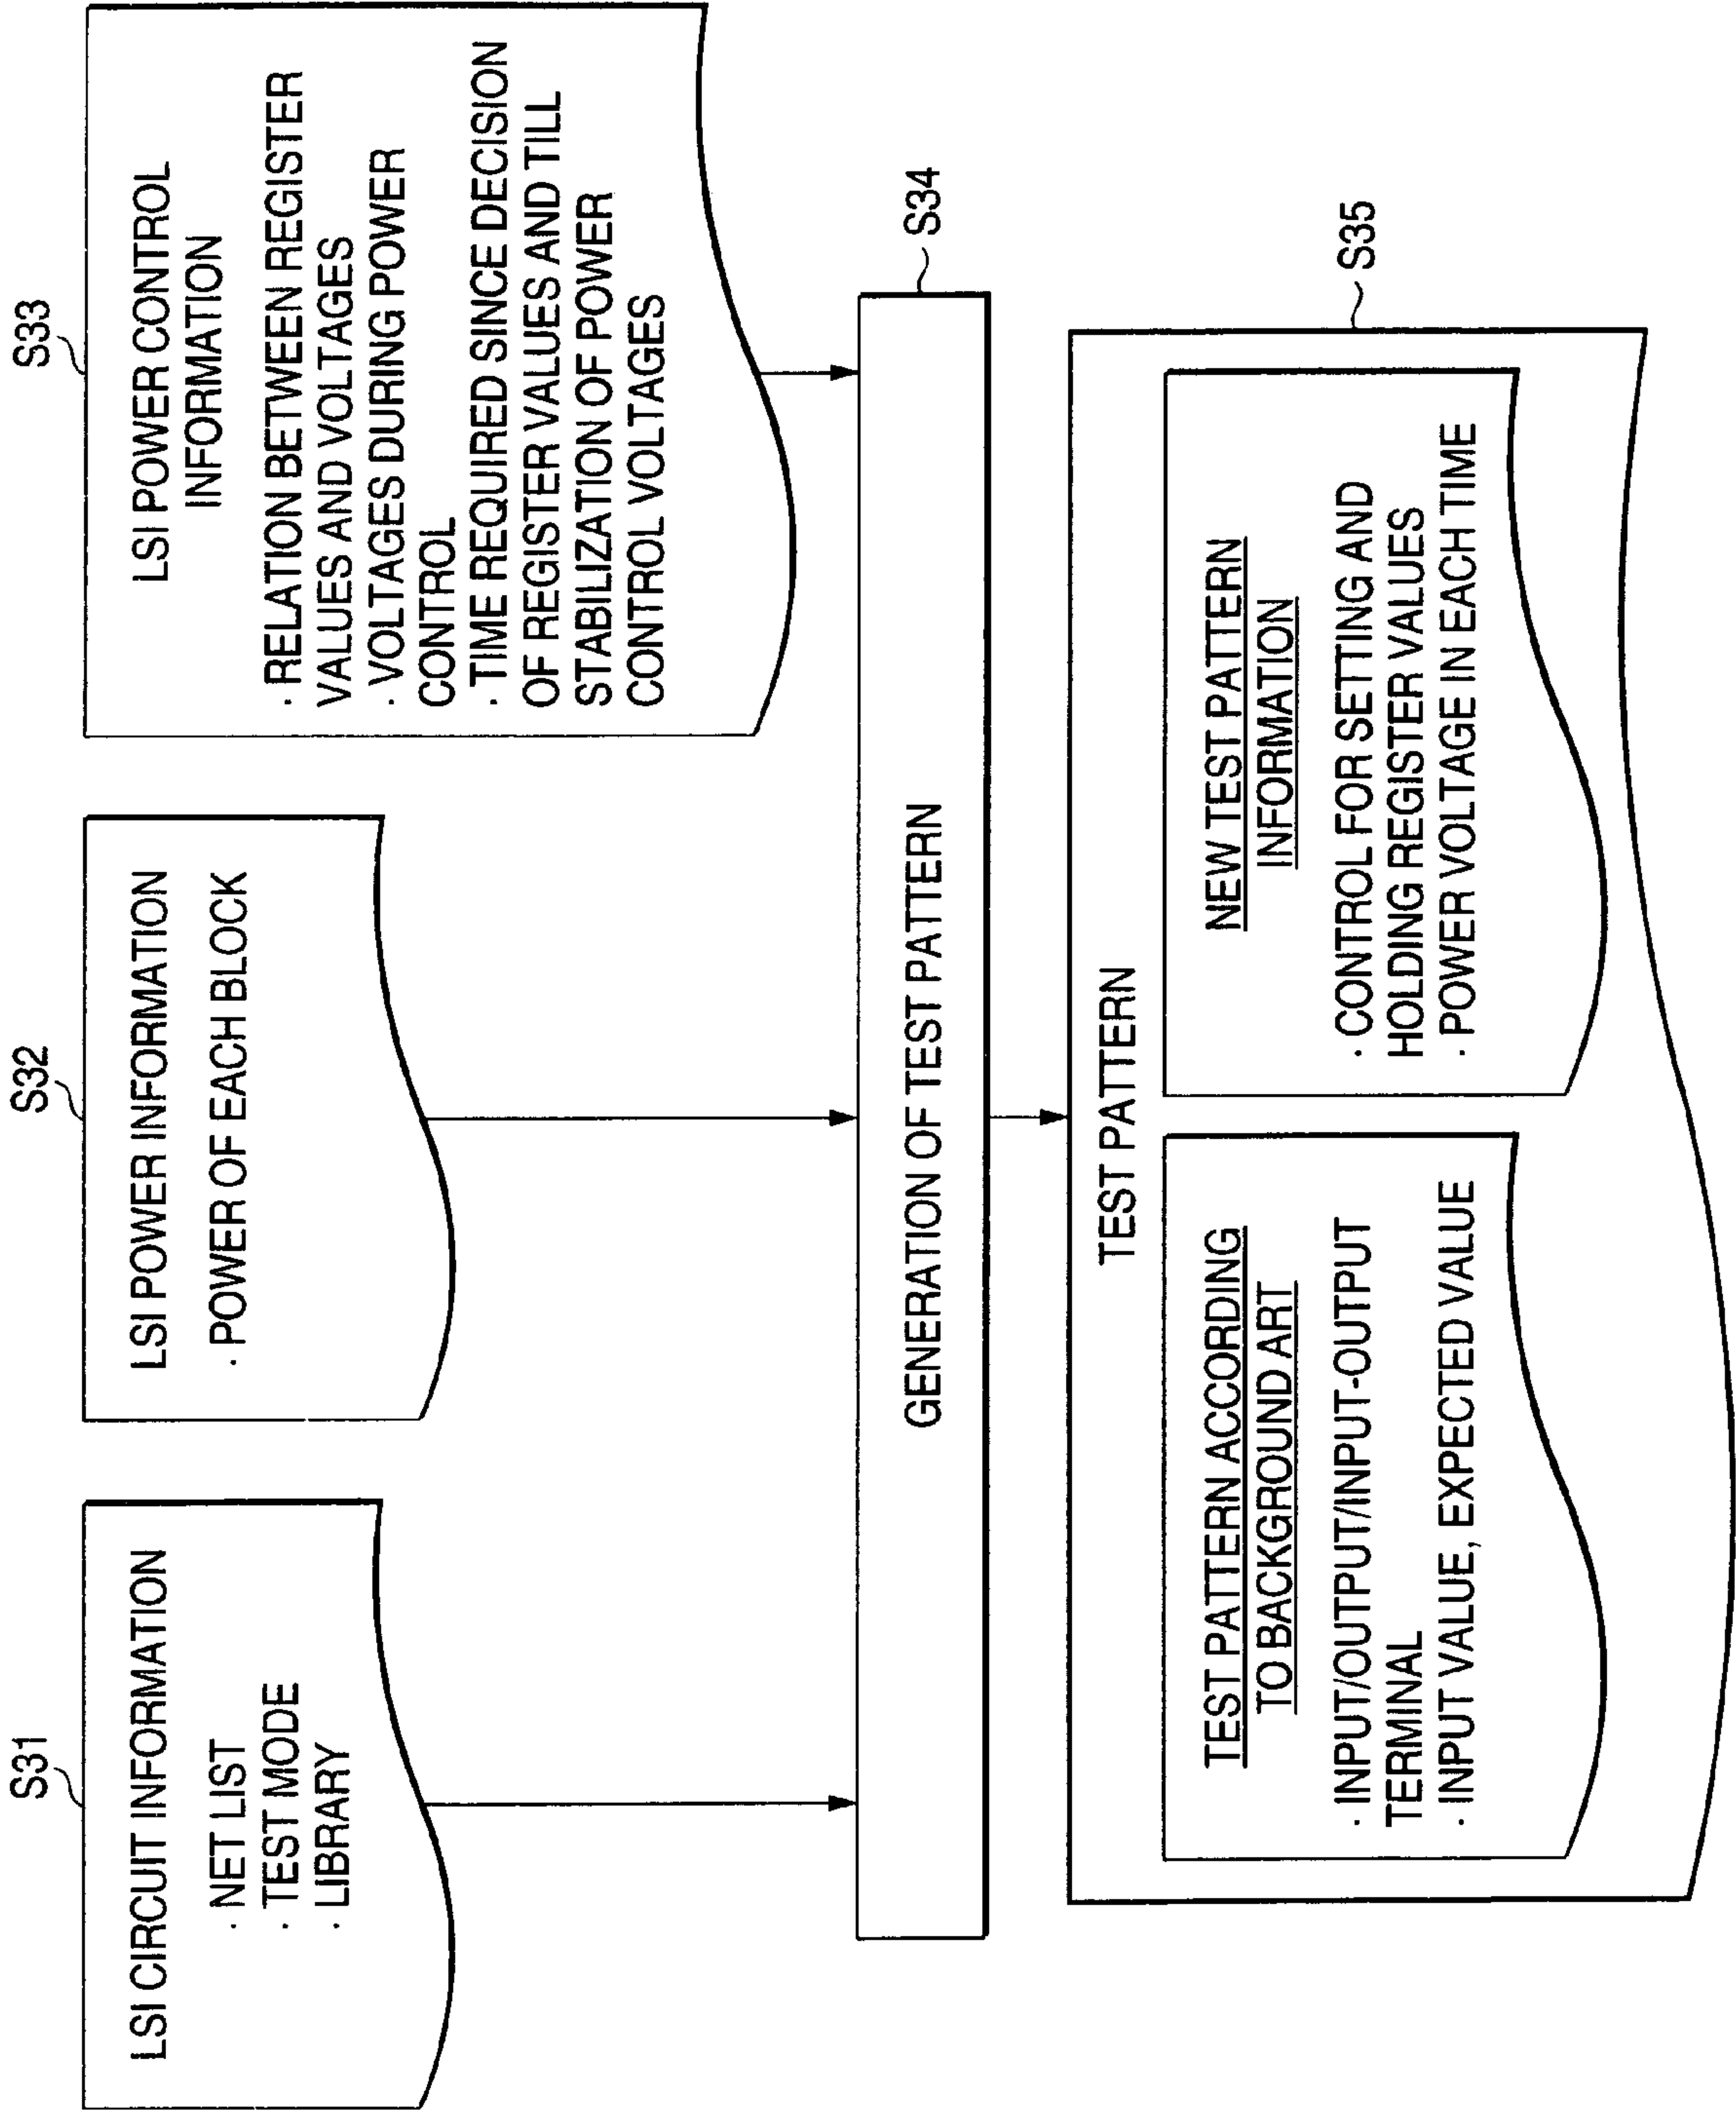 S31
LSI CIRCUIT INFORMATION
· NET LIST
· TEST MODE
· LIBRARY
S32
LSI POWER INFORMATION
· POWER OF EACH BLOCK
S33
LSI POWER CONTROL
INFORMATION
· RELATION BETWEEN REGISTER
VALUES AND VOLTAGES
· VOLTAGES DURING POWER
CONTROL
· TIME REQUIRED SINCE DECISION
OF REGISTER VALUES AND TILL
STABILIZATION OF POWER
CONTROL VOLTAGES
GENERATION OF TEST PATTERN
S34
TEST PATTERN
S35
TEST PATTERN ACCORDING
TO BACKGROUND ART
· INPUT/OUTPUT/INPUT-OUTPUT
TERMINAL
· INPUT VALUE, EXPECTED VALUE
NEW TEST PATTERN
INFORMATION
· CONTROL FOR SETTING AND
HOLDING REGISTER VALUES
· POWER VOLTAGE IN EACH TIME